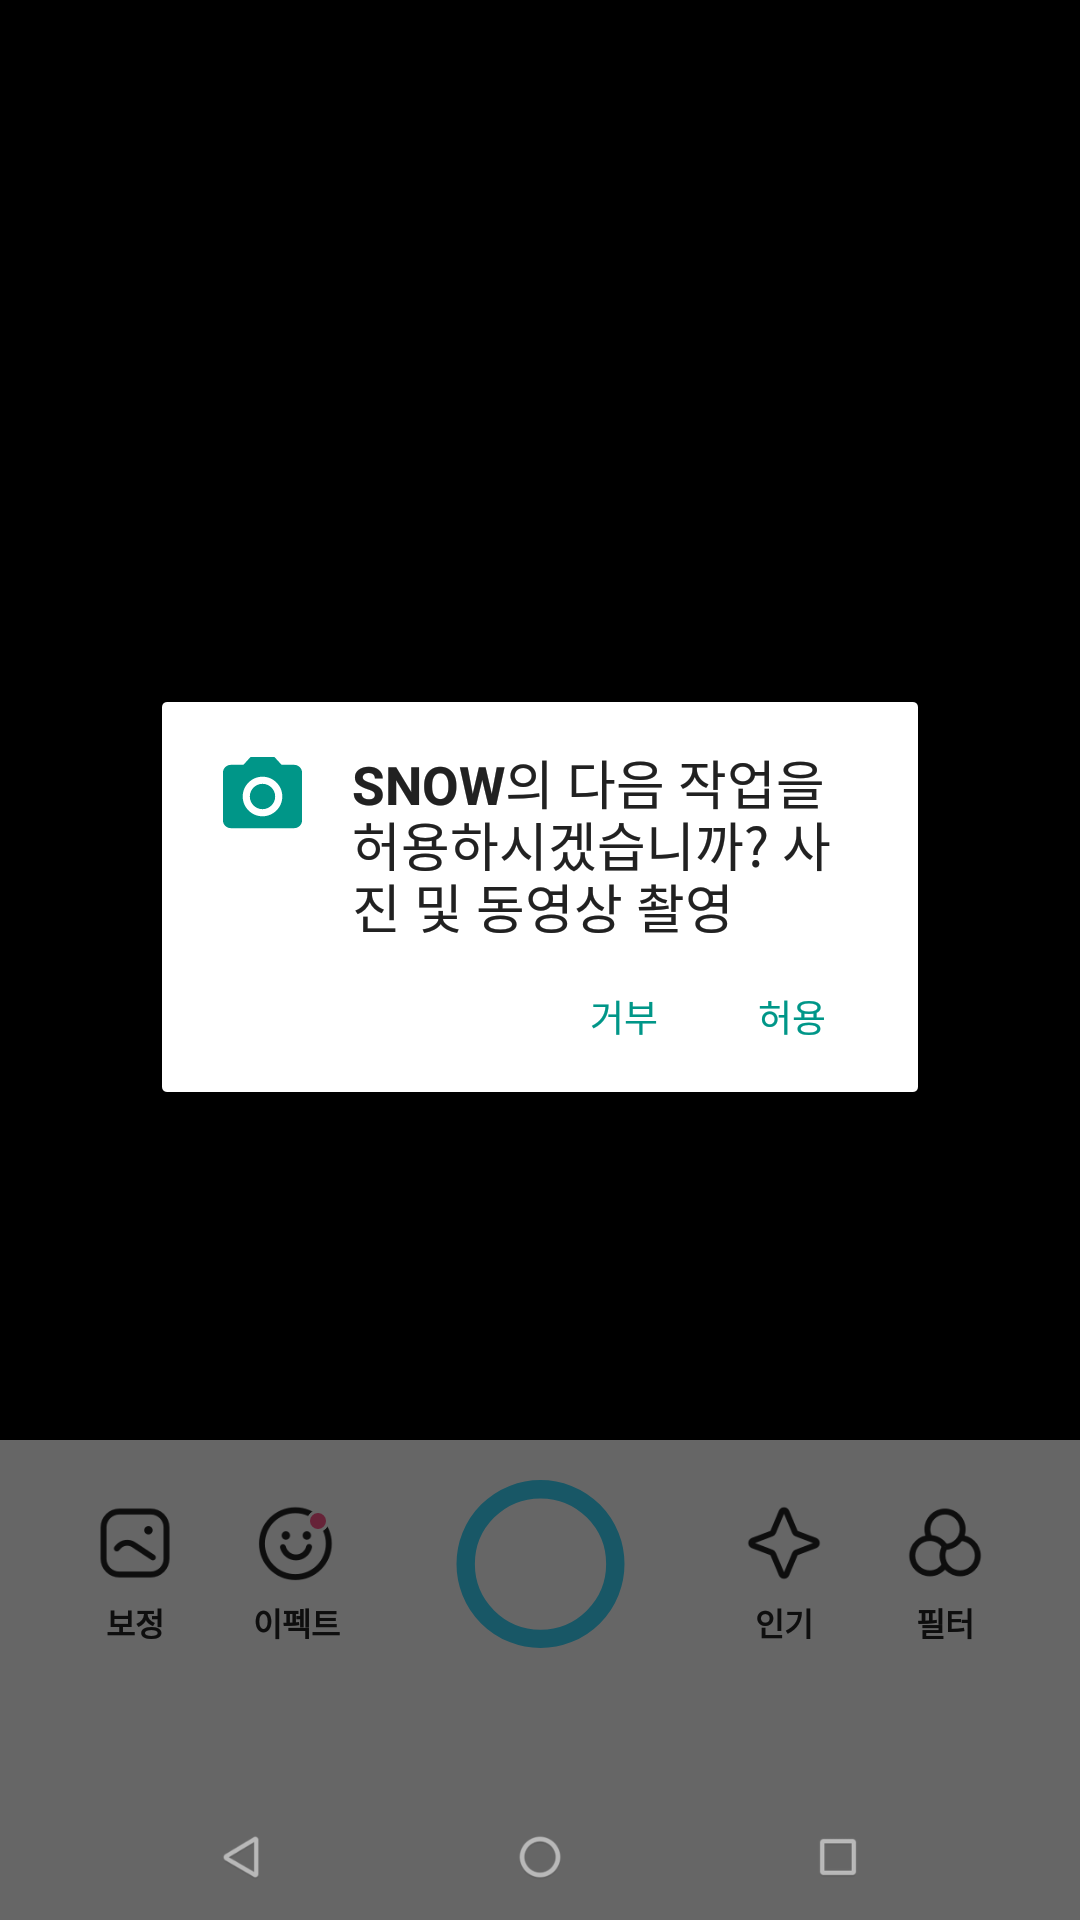 SNOW의 다음 작업을
허용하시겠습니까? 사
진 및 동영상 촬영
거부 허용
보정 이펙트 인기 필터